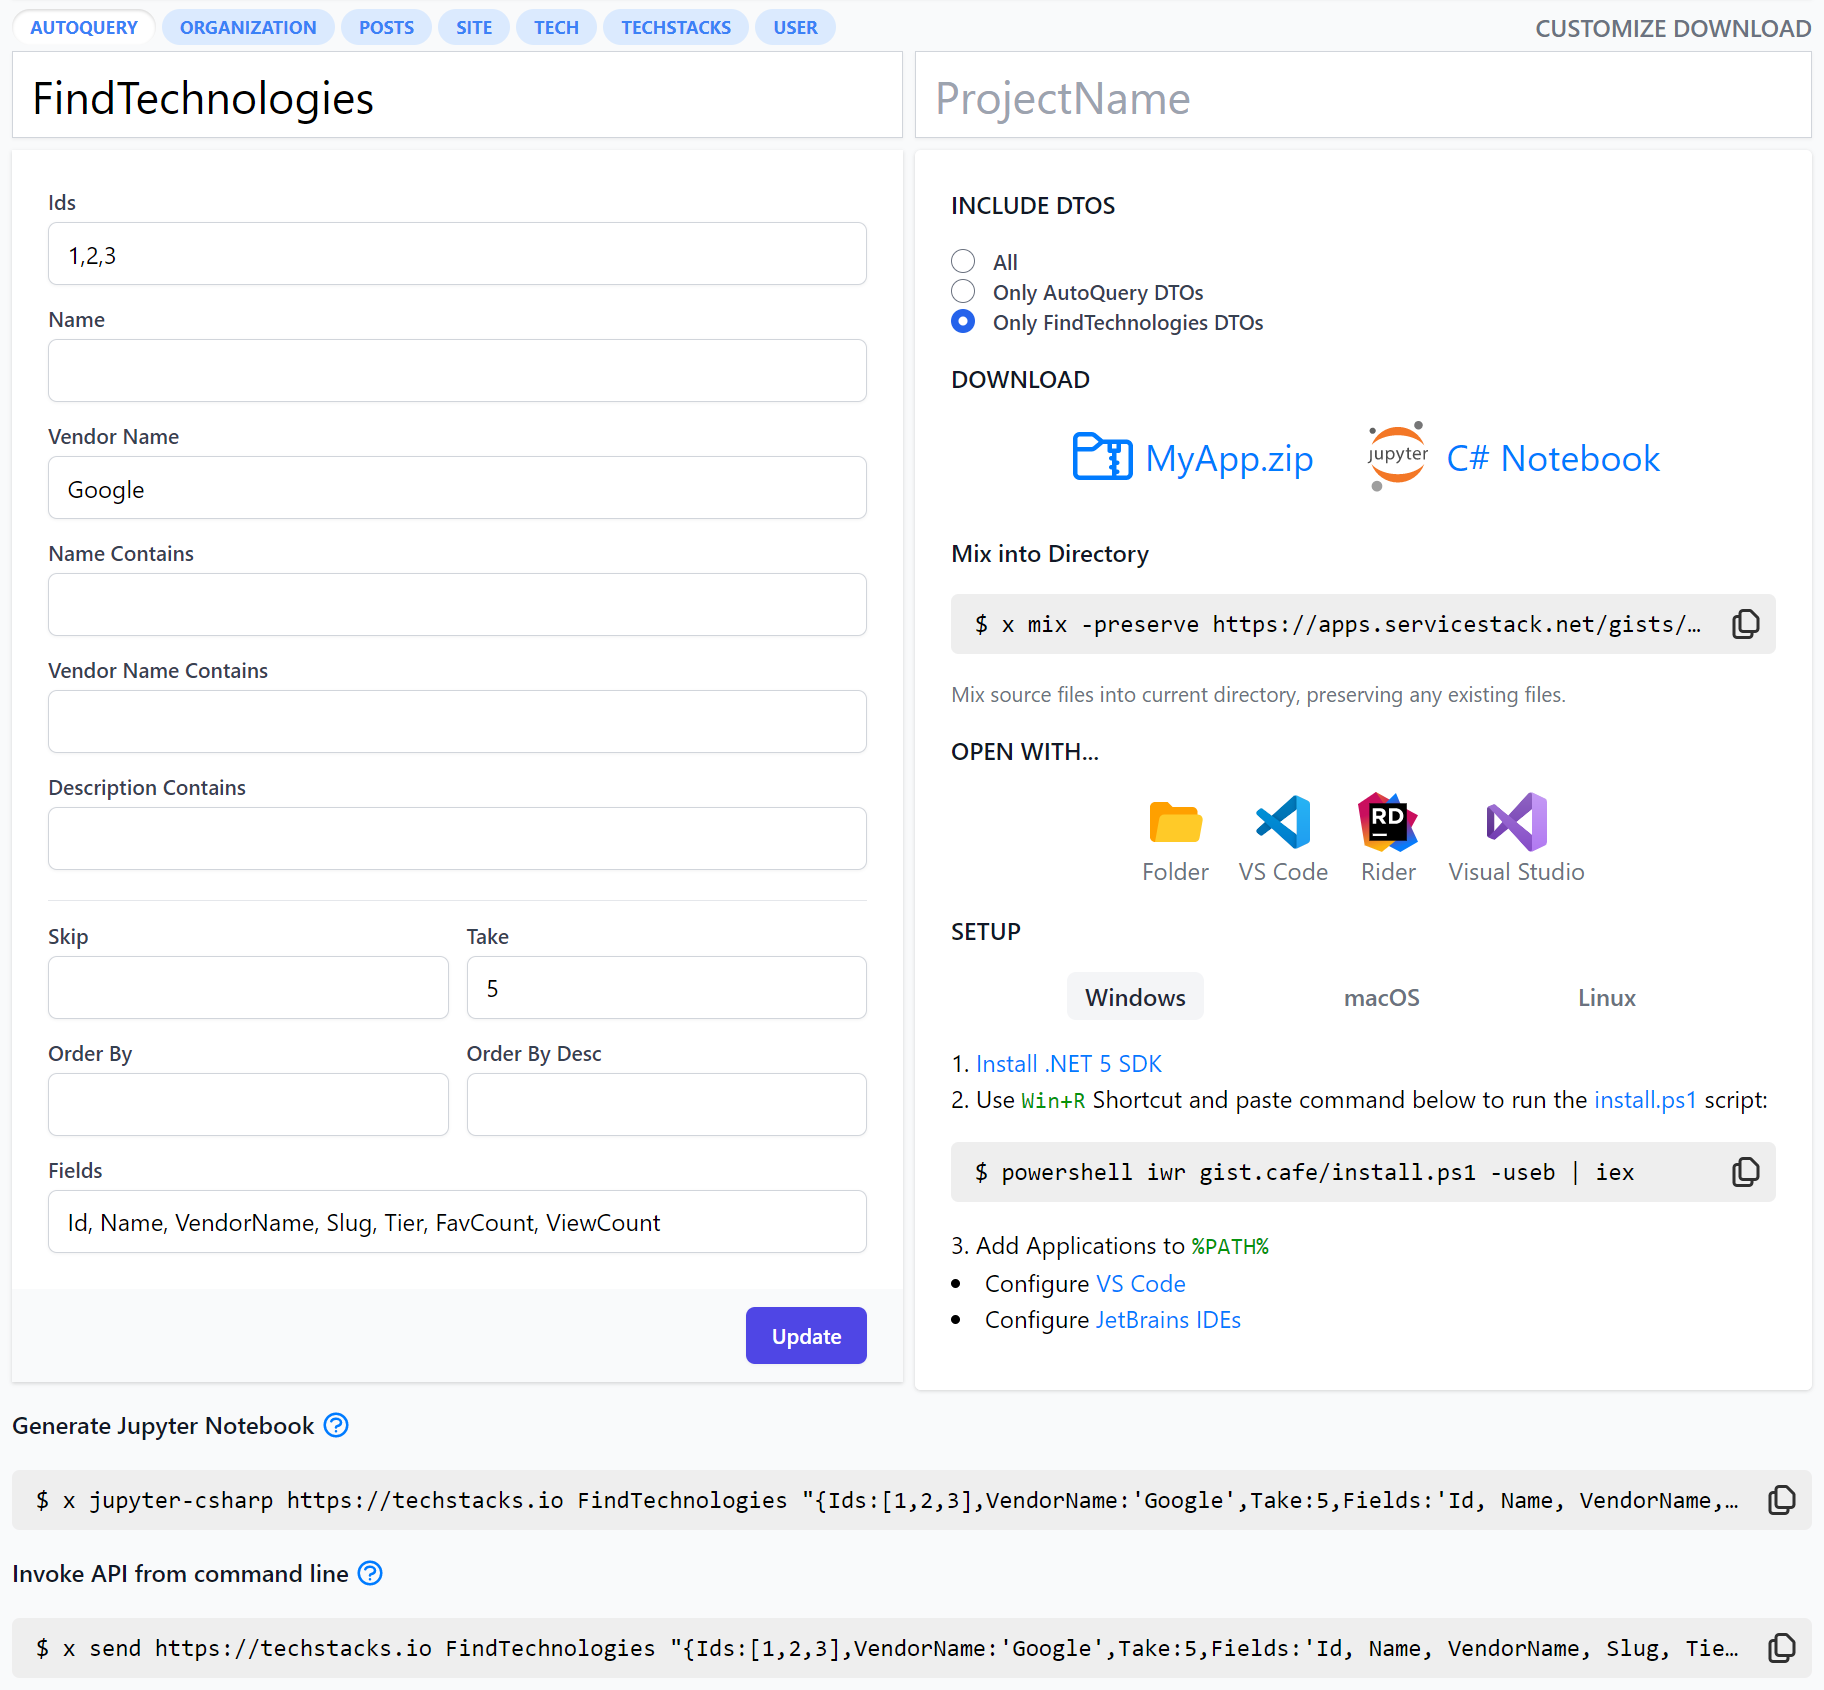 AUTOQUERY ORGANIZATION POSTS SITE TECH TECHSTACKS USER
CUSTOMIZE DOWNLOAD
FindTechnologies
Ids
1,2,3
Name
Vendor Name
Google
Name Contains
Vendor Name Contains
Description Contains
Skip Take
5
Order By Order By Desc
Fields
Id, Name, VendorName, Slug, Tier, FavCount, ViewCount
Update
ProjectName
INCLUDE DTOS
All
Only AutoQuery DTOs
Only FindTechnologies DTOs
DOWNLOAD
MyApp.zip jupyter C# Notebook
Mix into Directory
$ x mix -preserve https://apps.servicestack.net/gists/…
Mix source files into current directory, preserving any existing files.
OPEN WITH...
RD
Folder VS Code Rider Visual Studio
SETUP
Windows macOS Linux
1. Install .NET 5 SDK
2. Use Win+R Shortcut and paste command below to run the install.ps1 script:
$ powershell iwr gist.cafe/install.ps1 -useb | iex
3. Add Applications to %PATH%
• Configure VS Code
• Configure JetBrains IDEs
Generate Jupyter Notebook ?
$ x jupyter-csharp https://techstacks.io FindTechnologies "{Ids:[1,2,3],VendorName:'Google',Take:5,Fields:'Id, Name, VendorName,…
Invoke API from command line ?
$ x send https://techstacks.io FindTechnologies "{Ids:[1,2,3],VendorName:'Google',Take:5,Fields:'Id, Name, VendorName, Slug, Tie…